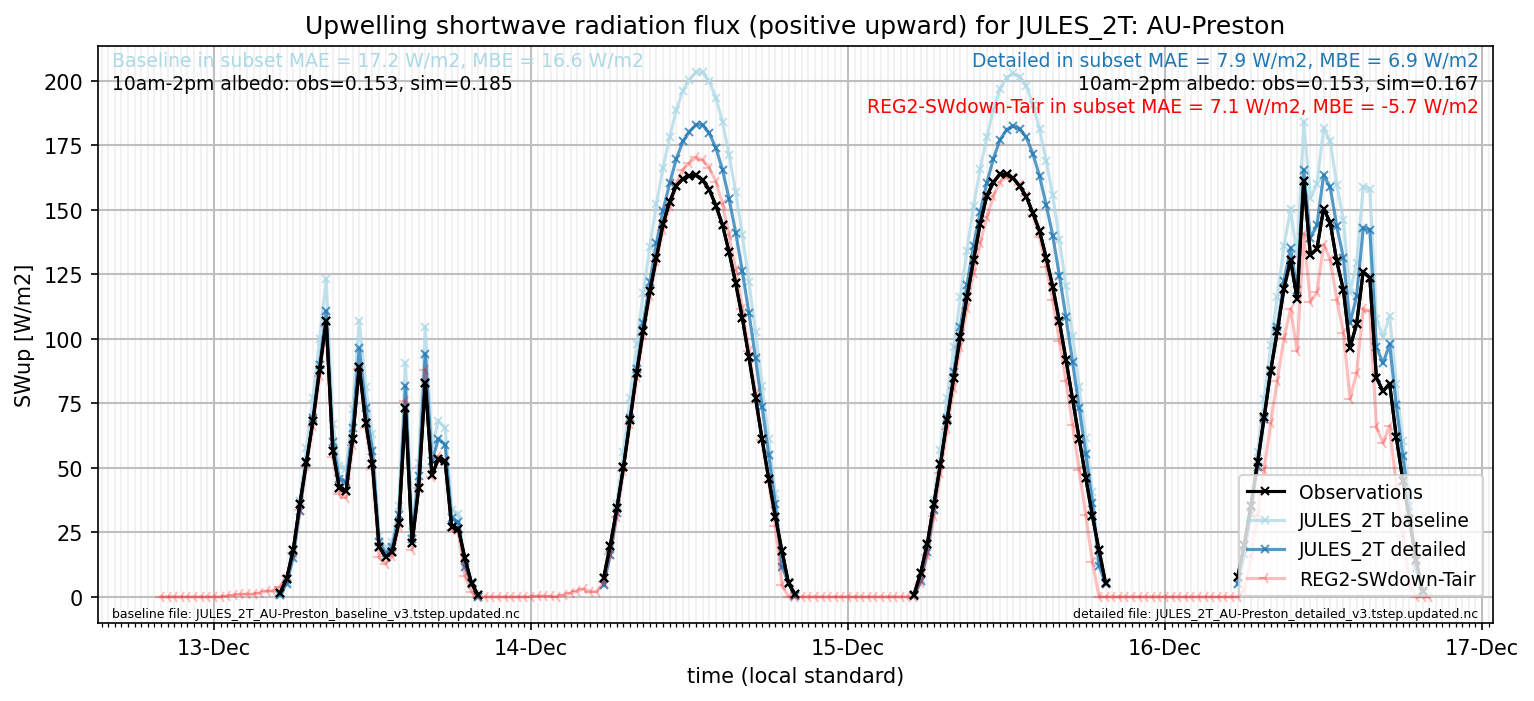 Upwelling shortwave radiation flux (positive upward) for JULES_2T: AU-Preston
Baseline in subset MAE = 17.2 W/m2, MBE = 16.6 W/m2
10am-2pm albedo: obs=0.153, sim=0.185
Detailed in subset MAE = 7.9 W/m2, MBE = 6.9 W/m2
10am-2pm albedo: obs=0.153, sim=0.167
REG2-SWdown-Tair in subset MAE = 7.1 W/m2, MBE = -5.7 W/m2
SWup [W/m2]
200
175
150
125
100
75
50
25
0
Observations
JULES_2T baseline
JULES_2T detailed
REG2-SWdown-Tair
baseline file: JULES_2T_AU-Preston_baseline_v3.tstep.updated.nc
detailed file: JULES_2T_AU-Preston_detailed_v3.tstep.updated.nc
13-Dec
14-Dec
15-Dec
16-Dec
17-Dec
time (local standard)